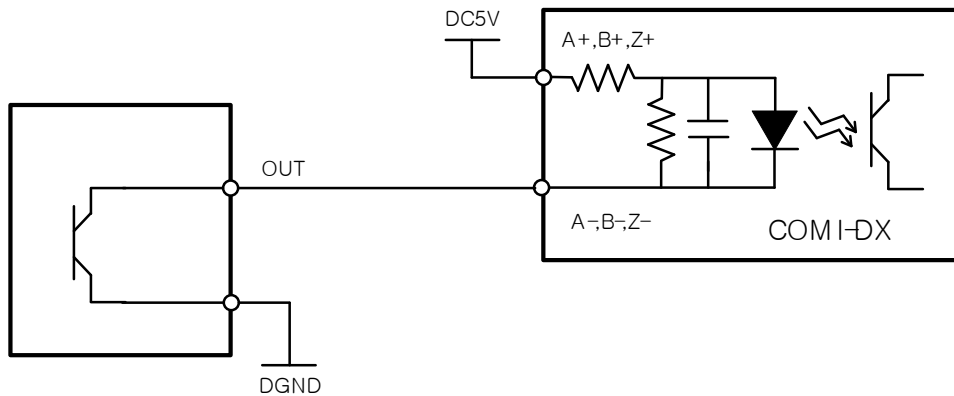 DC5V
A+,B+,Z+
OUT
A-,B-,Z-
COMI-DX
DGND